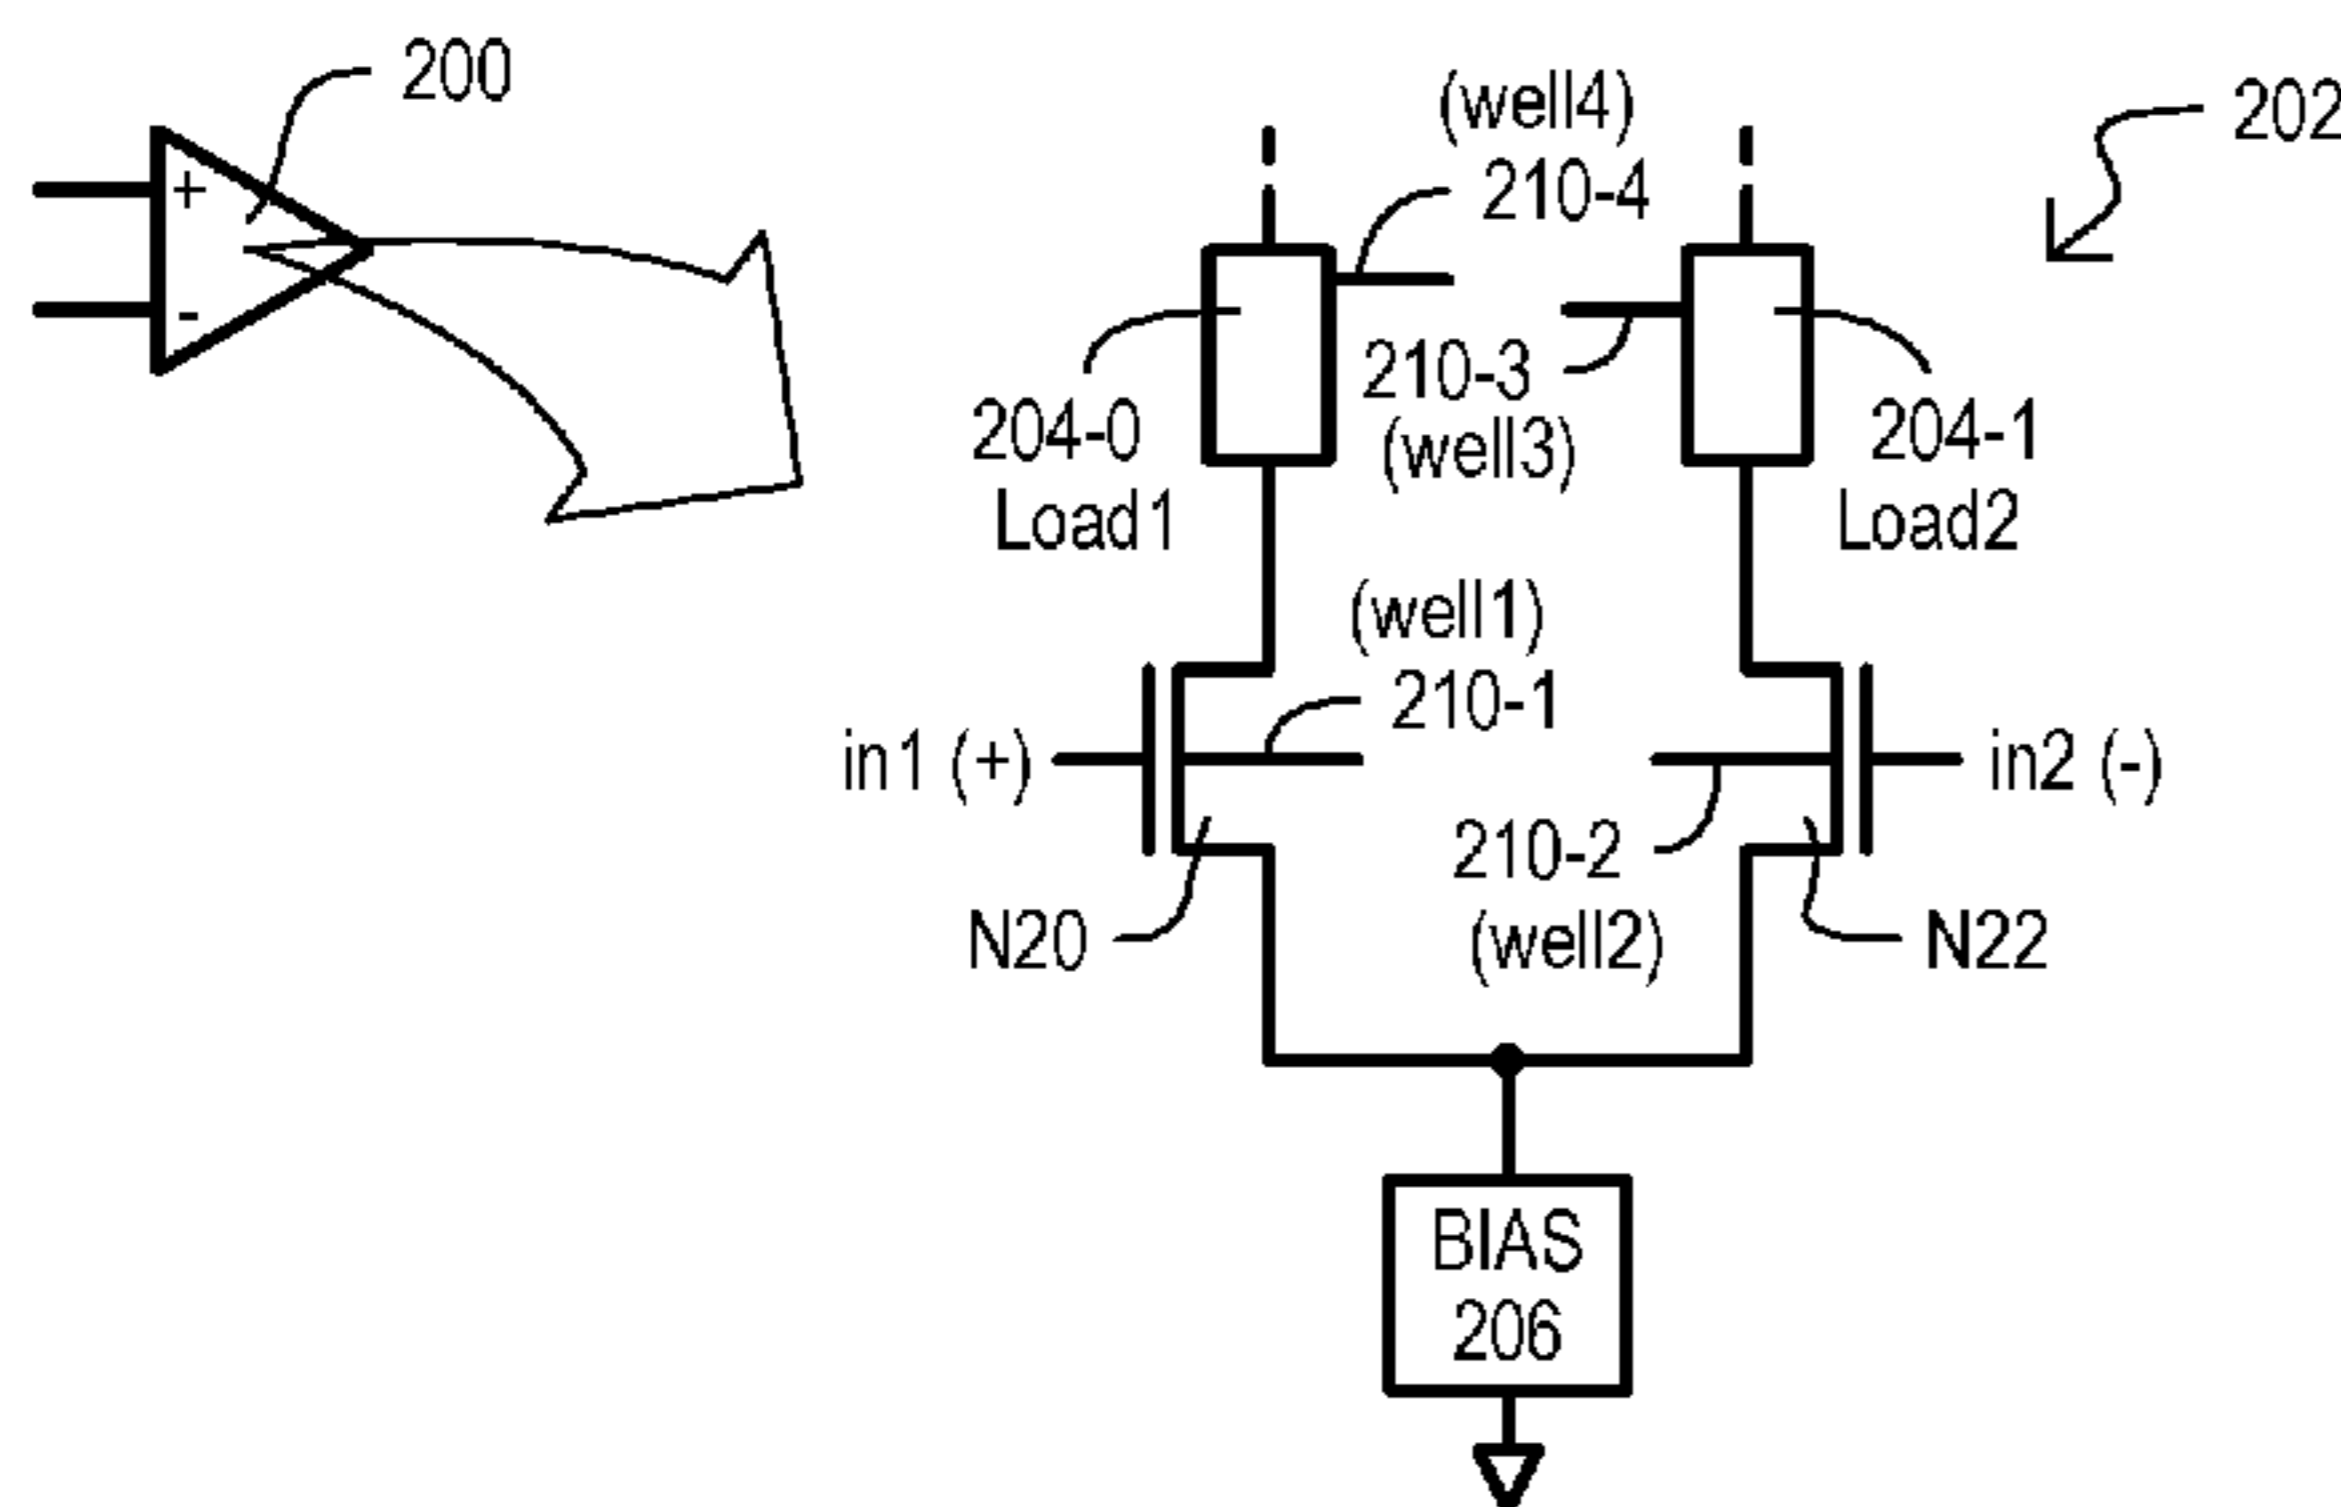 200
202
+
-
(well4)
210-4
210-3
(well3)
204-0
Load1
204-1
Load2
(well1)
210-1
in1 (+)
in2 (-)
210-2
(well2)
N20
N22
BIAS
206